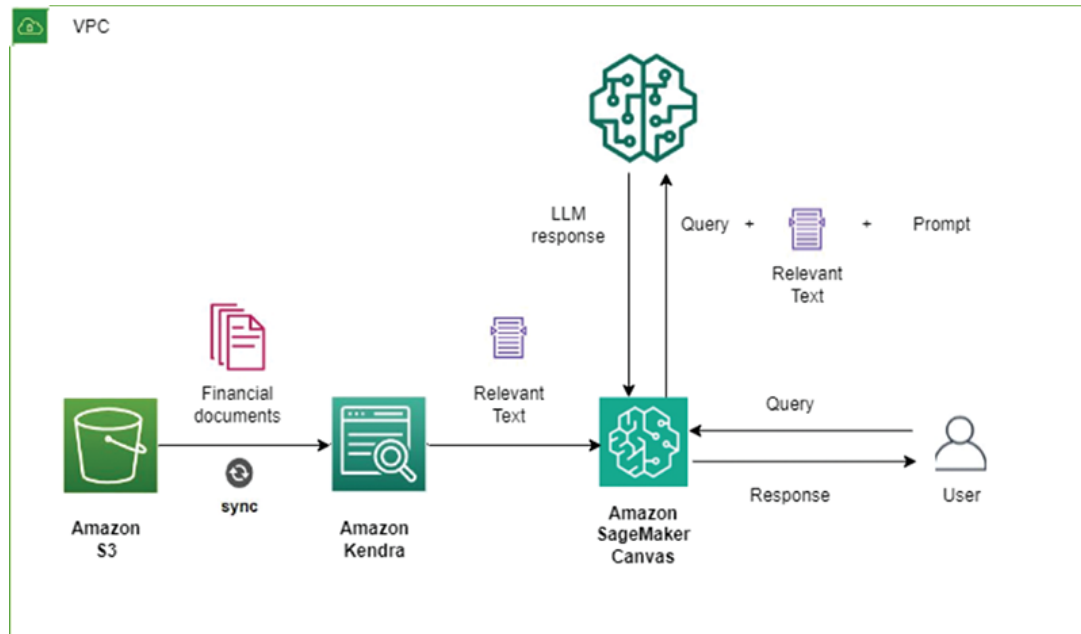 VPC
LLM
response
Query + 
Relevant
Text
+ Prompt
Financial
documents
sync
Relevant
Text
Query
Response
User
Amazon
S3
Amazon
Kendra
Amazon
SageMaker
Canvas